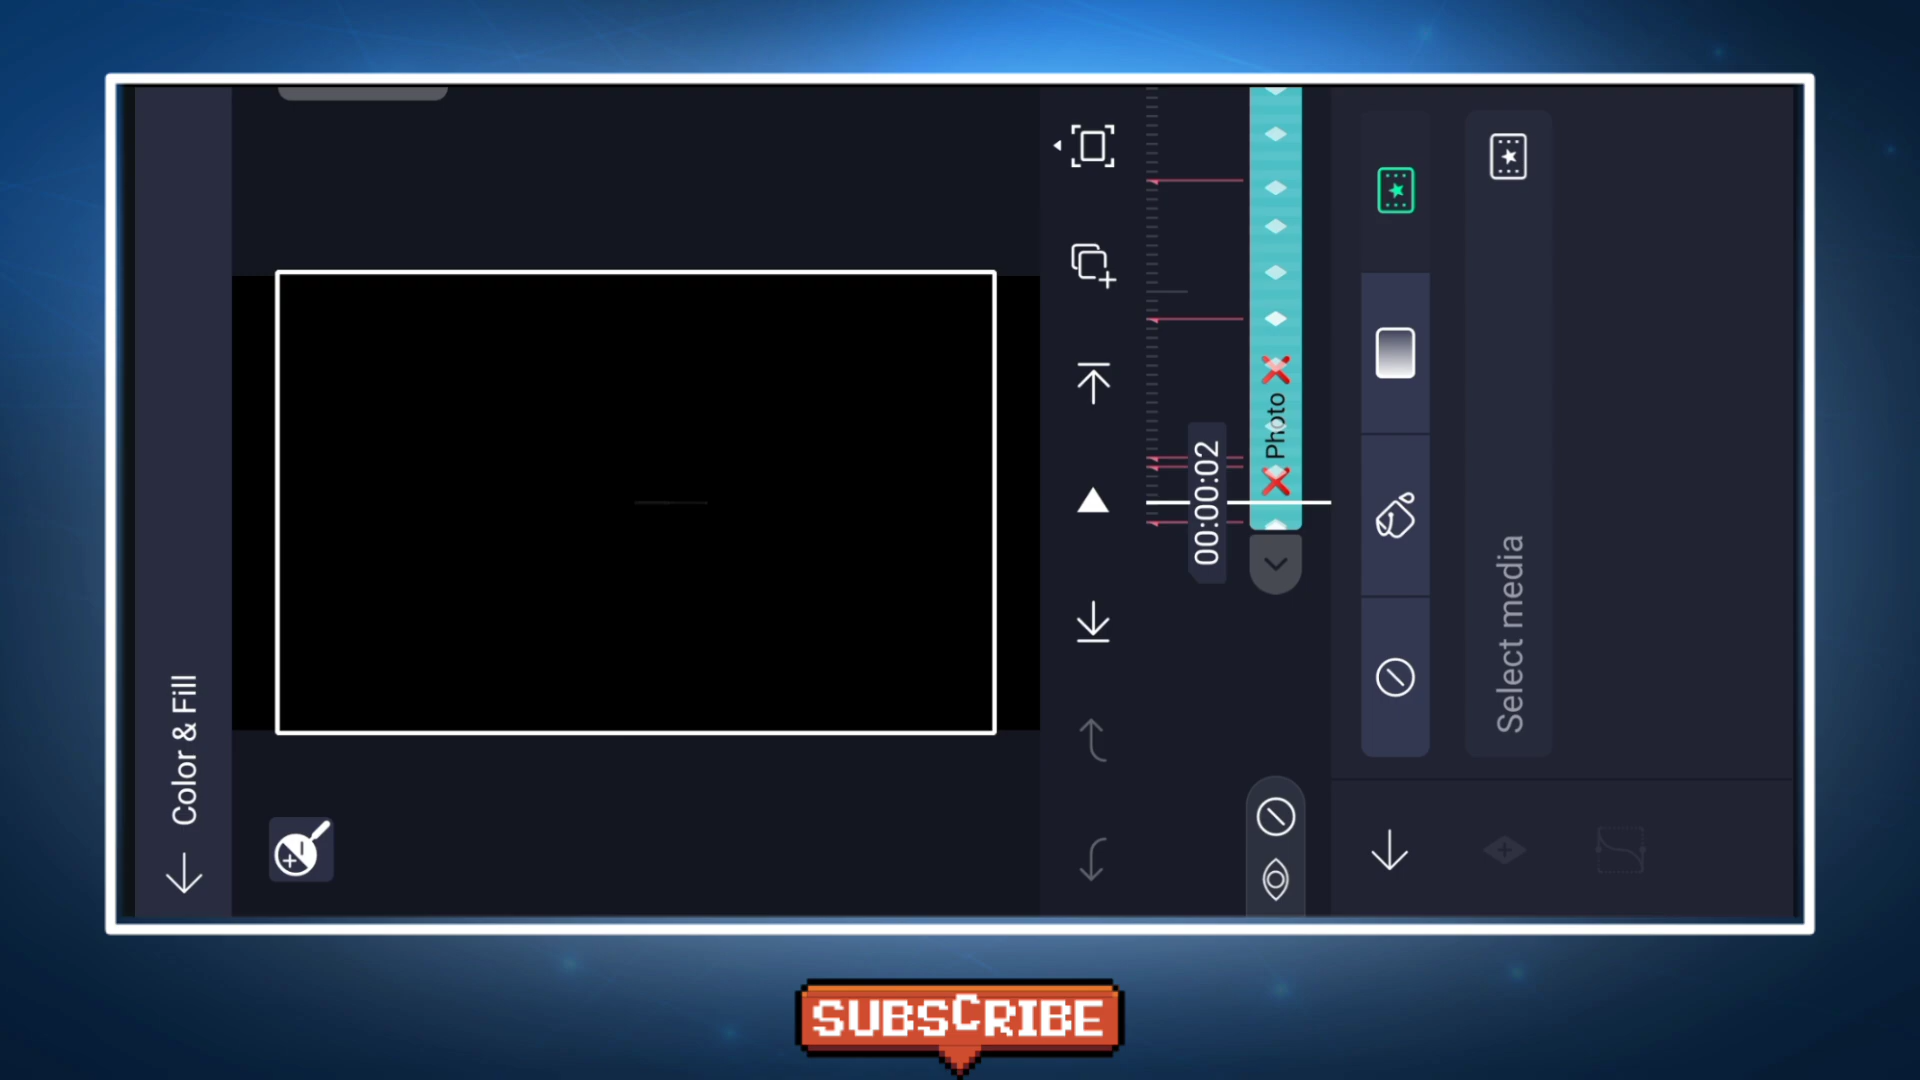 Color & Fill
00:00:02
❌ Photo ❌
Select media
SUBSCRIBE